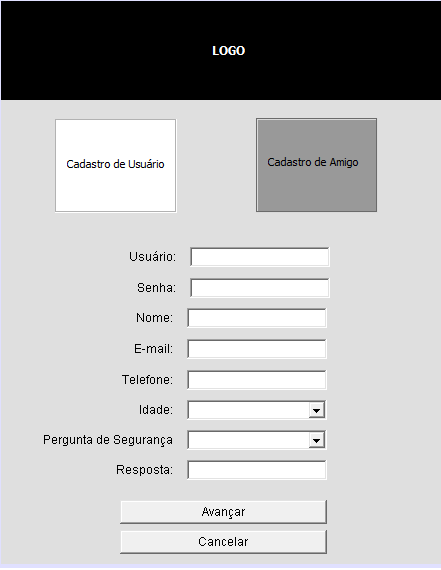 LOGO
Cadastro de Usuário
Cadastro de Amigo
Usuário:
Senha:
Nome:
E-mail:
Telefone:
Idade:
Pergunta de Segurança
Resposta:
Avançar
Cancelar